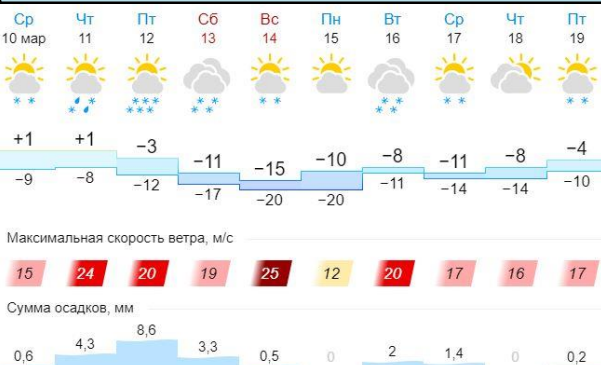 Ср Чт Пт Сб Вс Пн Вт Ср Чт Пт
10 мар 11 12 13 14 15 16 17 18 19
+1 +1 −3 −11 −15 −10 −8 −11 −8 −4
−9 −8 −12 −17 −20 −20 −11 −14 −14 −10
Максимальная скорость ветра, м/с
15 24 20 19 25 12 20 17 16 17
Сумма осадков, мм
0,6 4,3 8,6 3,3 0,5 0 2 1,4 0 0,2